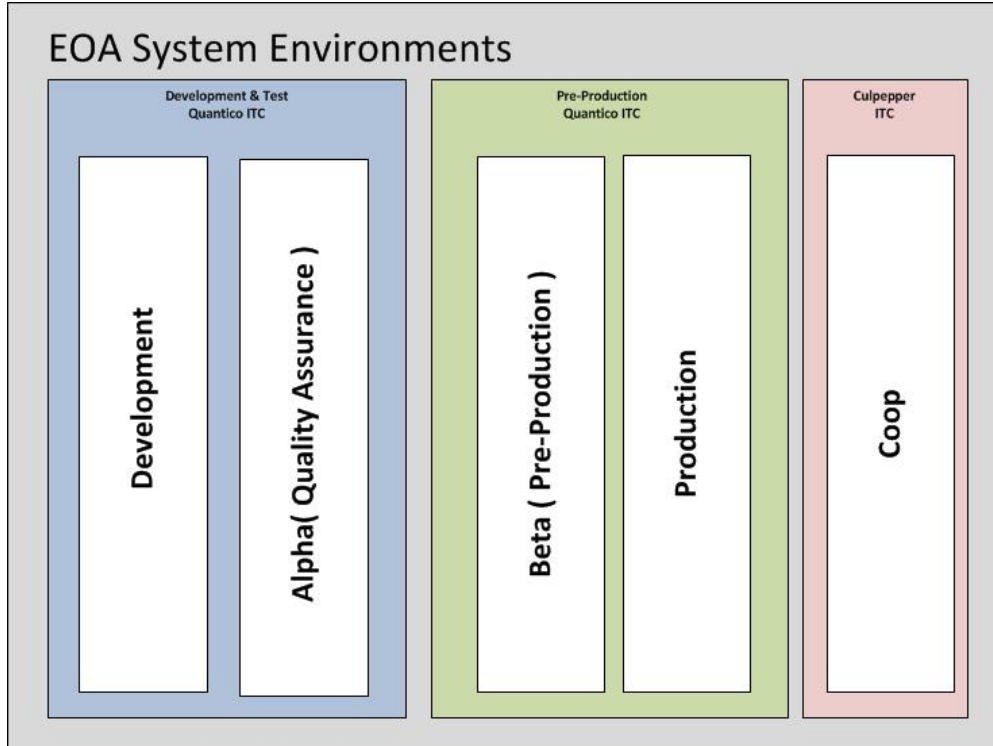 EOA System Environments
Development & Test
Quantico ITC
Development
Alpha( Quality Assurance )
Pre-Production
Quantico ITC
Beta ( Pre-Production )
Production
Culpepper
ITC
Coop